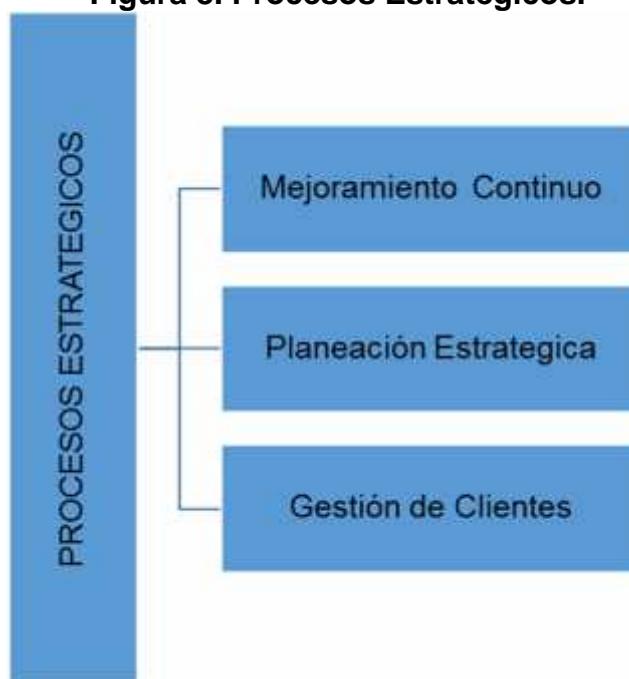 Figura Procesos Estratégicos.
PROCESOS ESTRATEGICOS
Mejoramiento Continuo
Planeación Estrategica
Gestión de Clientes